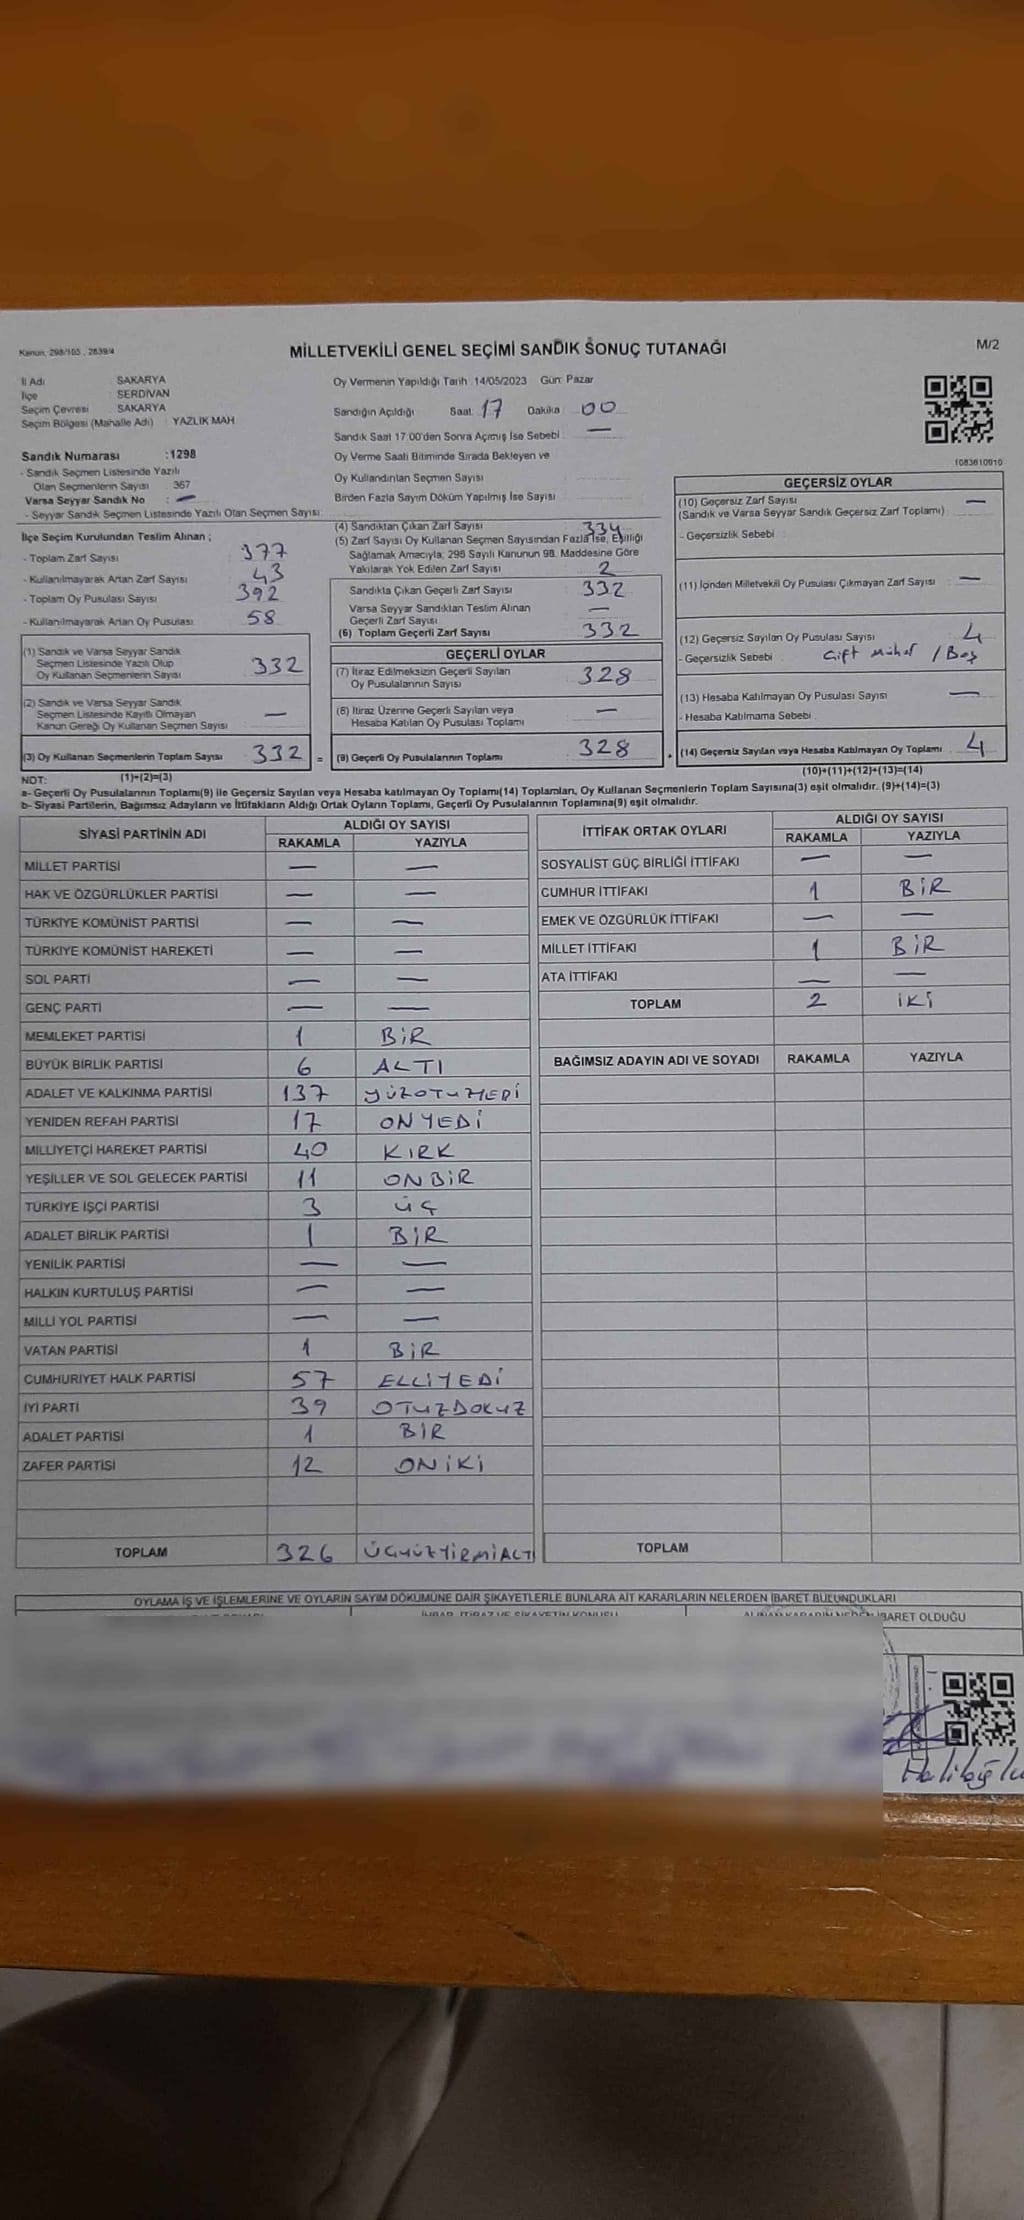 Kanun, 298/105 , 2839/4
MİLLETVEKİLİ GENEL SEÇİMİ SANDIK SONUÇ TUTANAĞI
M/2
İl Adı SAKARYA
İlçe : SERDİVAN
Seçim Çevresi SAKARYA
Seçim Bölgesi (Mahalle Adı) : YAZLIK MAH
Sandık Numarası :1298
- Sandık Seçmen Listesinde Yazılı
Olan Seçmenlerin Sayısı 367
Varsa Seyyar Sandık No : —
- Seyyar Sandık Seçmen Listesinde Yazılı Olan Seçmen Sayısı:
İlçe Seçim Kurulundan Teslim Alınan ;
- Toplam Zarf Sayısı 377
- Kullanılmayarak Artan Zarf Sayısı 43
- Toplam Oy Pusulası Sayısı 392
- Kullanılmayarak Artan Oy Pusulası 58
(1) Sandık ve Varsa Seyyar Sandık
Seçmen Listesinde Yazılı Olup
Oy Kullanan Seçmenlerin Sayısı 332
(2) Sandık ve Varsa Seyyar Sandık
Seçmen Listesinde Kayıtlı Olmayan
Kanun Gereği Oy Kullanan Seçmen Sayısı —
(3) Oy Kullanan Seçmenlerin Toplam Sayısı 332 =
Oy Vermenin Yapıldığı Tarih :14/05/2023 Gün: Pazar
Sandığın Açıldığı Saat: 17 Dakika : 00
Sandık Saat 17:00'den Sonra Açımış İse Sebebi : —
Oy Verme Saati Bitiminde Sırada Bekleyen ve
Oy Kullandırılan Seçmen Sayısı
Birden Fazla Sayım Döküm Yapılmış İse Sayısı
(4) Sandıktan Çıkan Zarf Sayısı 334
(5) Zarf Sayısı Oy Kullanan Seçmen Sayısından Fazla İse, Eşitliği
Sağlamak Amacıyla, 298 Sayılı Kanunun 98. Maddesine Göre
Yakılarak Yok Edilen Zarf Sayısı 2
Sandıkta Çıkan Geçerli Zarf Sayısı 332
Varsa Seyyar Sandıktan Teslim Alınan
Geçerli Zarf Sayısı —
(6) Toplam Geçerli Zarf Sayısı 332
GEÇERLİ OYLAR
(7) İtiraz Edilmeksizin Geçerli Sayılan
Oy Pusulalarının Sayısı 328
(8) İtiraz Üzerine Geçerli Sayılan veya
Hesaba Katılan Oy Pusulası Toplamı —
(9) Geçerli Oy Pusulalarının Toplamı 328
1083610910
GEÇERSİZ OYLAR
(10) Geçersiz Zarf Sayısı —
(Sandık ve Varsa Seyyar Sandık Geçersiz Zarf Toplamı)
- Geçersizlik Sebebi :
(11) İçinden Milletvekili Oy Pusulası Çıkmayan Zarf Sayısı —
(12) Geçersiz Sayılan Oy Pusulası Sayısı 4
- Geçersizlik Sebebi : Çift Mühür / Boş
(13) Hesaba Katılmayan Oy Pusulası Sayısı —
- Hesaba Katılmama Sebebi :
(14) Geçersiz Sayılan veya Hesaba Katılmayan Oy Toplamı 4
NOT: (1)+(2)=(3) (10)+(11)+(12)+(13)=(14)
a- Geçerli Oy Pusulalarının Toplamı(9) ile Geçersiz Sayılan veya Hesaba katılmayan Oy Toplamı(14) Toplamları, Oy Kullanan Seçmenlerin Toplam Sayısına(3) eşit olmalıdır. (9)+(14)=(3)
b- Siyasi Partilerin, Bağımsız Adayların ve İttifakların Aldığı Ortak Oyların Toplamı, Geçerli Oy Pusulalarının Toplamına(9) eşit olmalıdır.
SİYASİ PARTİNİN ADI ALDIĞI OY SAYISI
RAKAMLA YAZIYLA
MİLLET PARTİSİ — —
HAK VE ÖZGÜRLÜKLER PARTİSİ — —
TÜRKİYE KOMÜNİST PARTİSİ — —
TÜRKİYE KOMÜNİST HAREKETİ — —
SOL PARTİ — —
GENÇ PARTİ — —
MEMLEKET PARTİSİ 1 BİR
BÜYÜK BİRLİK PARTİSİ 6 ALTI
ADALET VE KALKINMA PARTİSİ 137 YÜZOTUZYEDİ
YENİDEN REFAH PARTİSİ 17 ONYEDİ
MİLLİYETÇİ HAREKET PARTİSİ 40 KIRK
YEŞİLLER VE SOL GELECEK PARTİSİ 11 ONBİR
TÜRKİYE İŞÇİ PARTİSİ 3 ÜÇ
ADALET BİRLİK PARTİSİ 1 BİR
YENİLİK PARTİSİ — —
HALKIN KURTULUŞ PARTİSİ — —
MİLLİ YOL PARTİSİ — —
VATAN PARTİSİ 1 BİR
CUMHURİYET HALK PARTİSİ 57 ELLİYEDİ
İYİ PARTİ 39 OTUZDOKUZ
ADALET PARTİSİ 1 BİR
ZAFER PARTİSİ 12 ONİKİ
TOPLAM 326 ÜÇYÜZYİRMİALTI
İTTİFAK ORTAK OYLARI ALDIĞI OY SAYISI
RAKAMLA YAZIYLA
SOSYALİST GÜÇ BİRLİĞİ İTTİFAKI — —
CUMHUR İTTİFAKI 1 BİR
EMEK VE ÖZGÜRLÜK İTTİFAKI — —
MİLLET İTTİFAKI 1 BİR
ATA İTTİFAKI — —
TOPLAM 2 İKİ
BAĞIMSIZ ADAYIN ADI VE SOYADI RAKAMLA YAZIYLA
TOPLAM
OYLAMA İŞ VE İŞLEMLERİNE VE OYLARIN SAYIM DÖKÜMÜNE DAİR ŞİKAYETLERLE BUNLARA AİT KARARLARIN NELERDEN İBARET BULUNDUKLARI
İHBAR, İTİRAZ VE ŞİKAYETİN KONUSU
ALINAN KARARIN NEDEN İBARET OLDUĞU